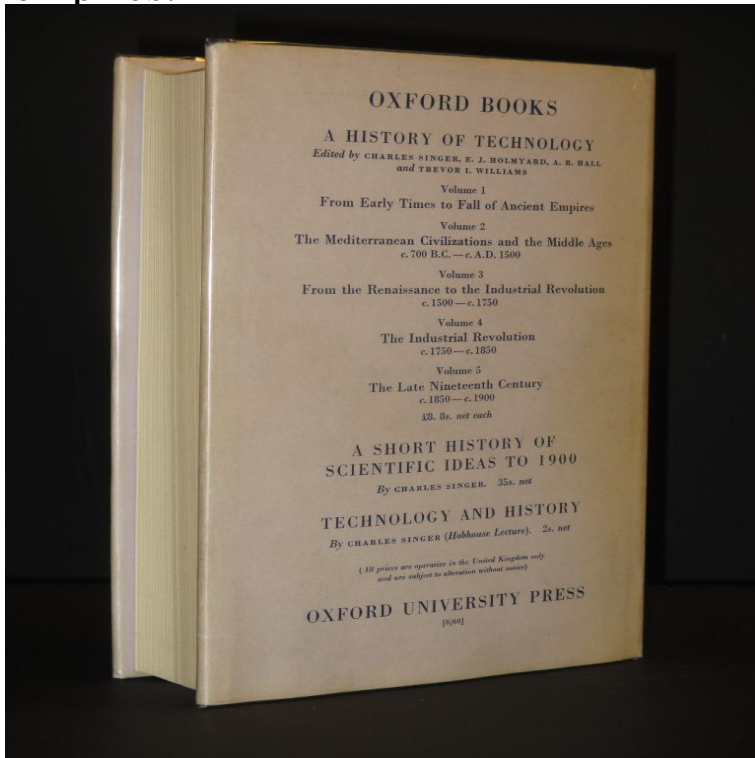 OXFORD BOOKS
A HISTORY OF TECHNOLOGY
Edited by CHARLES SINGER, E. J. HOLMYARD, A. R. HALL
and TREVOR I. WILLIAMS
Volume 1
From Early Times to Fall of Ancient Empires
Volume 2
The Mediterranean Civilizations and the Middle Ages
c. 700 B.C. — c. A.D. 1500
Volume 3
From the Renaissance to the Industrial Revolution
c. 1500 — c. 1750
Volume 4
The Industrial Revolution
c. 1750 — c. 1850
Volume 5
The Late Nineteenth Century
c. 1850 — c. 1900
£8. 8s. net each
A SHORT HISTORY OF
SCIENTIFIC IDEAS TO 1900
By CHARLES SINGER. 35s. net
TECHNOLOGY AND HISTORY
By CHARLES SINGER (Hobhouse Lecture). 2s. net
(All prices are operative in the United Kingdom only
and are subject to alteration without notice)
OXFORD UNIVERSITY PRESS
[8/60]